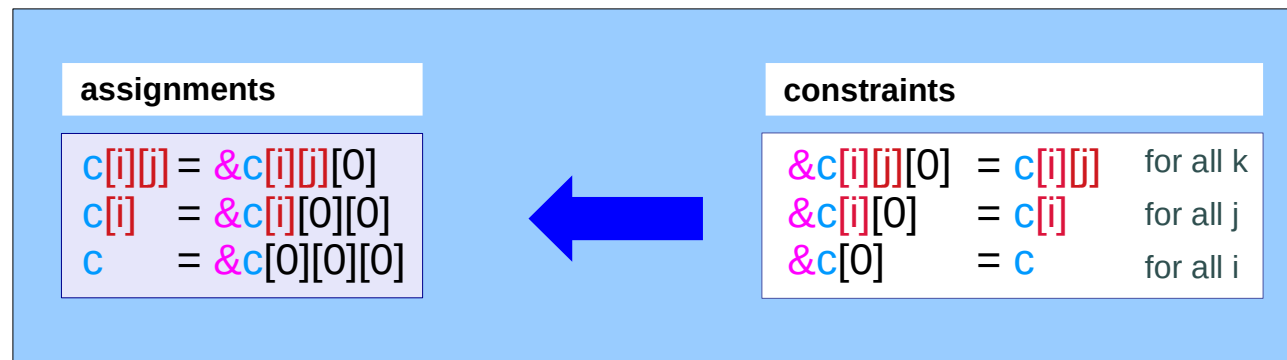 assignments
c[i][j] = &c[i][j][0]
c[i] = &c[i][0][0]
c = &c[0][0][0]
constraints
&c[i][j][0] = c[i][j] for all k
&c[i][0] = c[i] for all j
&c[0] = c for all i